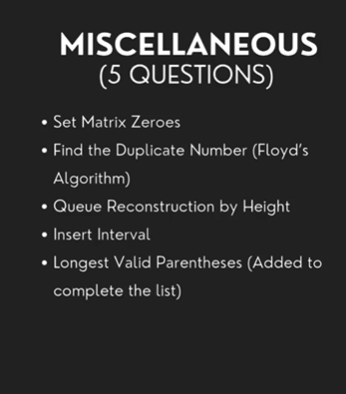 MISCELLANEOUS
(5 QUESTIONS)
• Set Matrix Zeroes
• Find the Duplicate Number (Floyd's
Algorithm)
• Queue Reconstruction by Height
• Insert Interval
• Longest Valid Parentheses (Added to
complete the list)